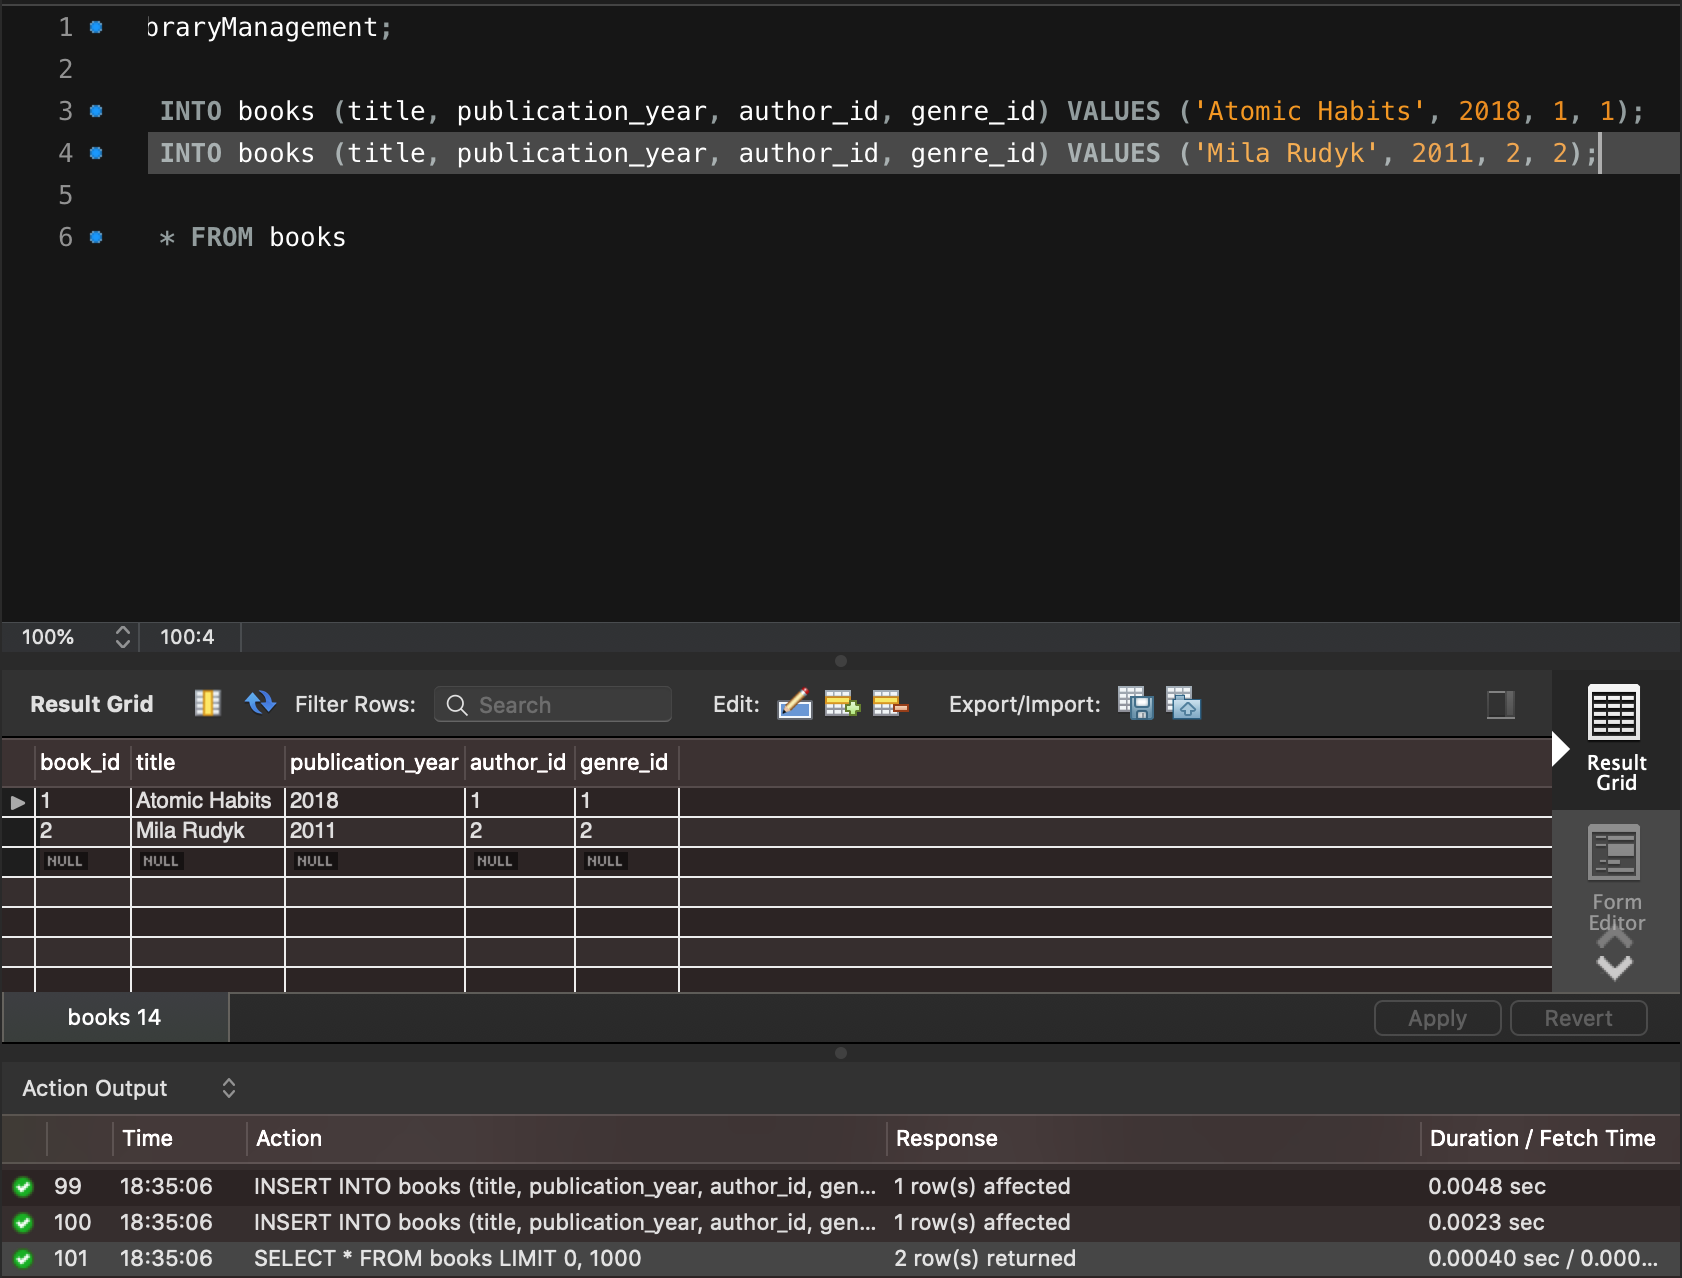 1 braryManagement;
2
3 INTO books (title, publication_year, author_id, genre_id) VALUES ('Atomic Habits', 2018, 1, 1);
4 INTO books (title, publication_year, author_id, genre_id) VALUES ('Mila Rudyk', 2011, 2, 2);
5
6 * FROM books
100% 100:4
Result Grid Filter Rows: Search Edit: Export/Import:
book_id title publication_year author_id genre_id
1 Atomic Habits 2018 1 1
2 Mila Rudyk 2011 2 2
NULL NULL NULL NULL NULL
Result
Grid
Form
Editor
books 14 Apply Revert
Action Output
Time Action Response Duration / Fetch Time
99 18:35:06 INSERT INTO books (title, publication_year, author_id, gen... 1 row(s) affected 0.0048 sec
100 18:35:06 INSERT INTO books (title, publication_year, author_id, gen... 1 row(s) affected 0.0023 sec
101 18:35:06 SELECT * FROM books LIMIT 0, 1000 2 row(s) returned 0.00040 sec / 0.000...